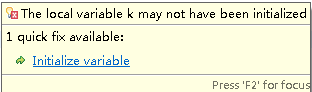 The local variable k may not have been initialized
1 quick fix available:
Initialize variable
Press 'F2' for focus